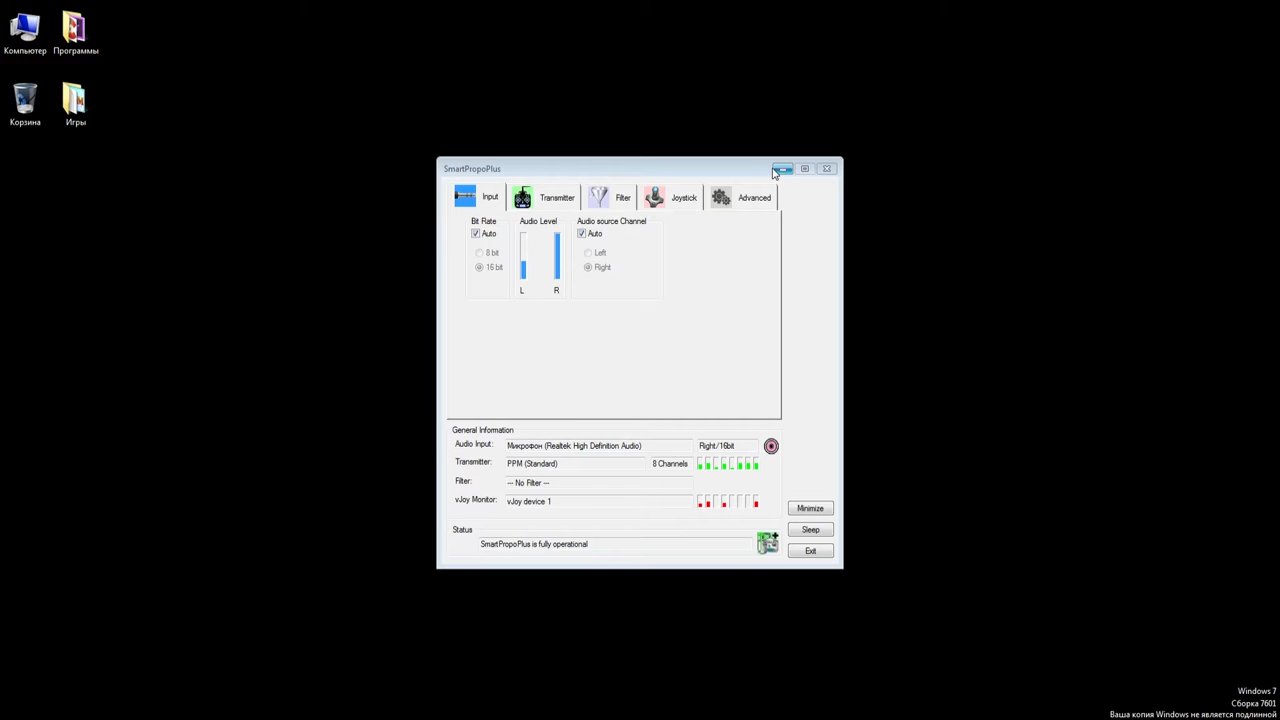 Компьютер
Программы
Корзина
Игры
SmartPropoPlus
Input
Transmitter
Filter
Joystick
Advanced
Bit Rate
Auto
8 bit
16 bit
Audio Level
L
R
Audio source Channel
Auto
Left
Right
General Information
Audio Input: Микрофон (Realtek High Definition Audio) Right/16bit
Transmitter: PPM (Standard) 8 Channels
Filter: --- No Filter ---
vJoy Monitor: vJoy device 1
Status
SmartPropoPlus is fully operational
Minimize
Sleep
Exit
Windows 7
Сборка 7601
Ваша копия Windows не является подлинной